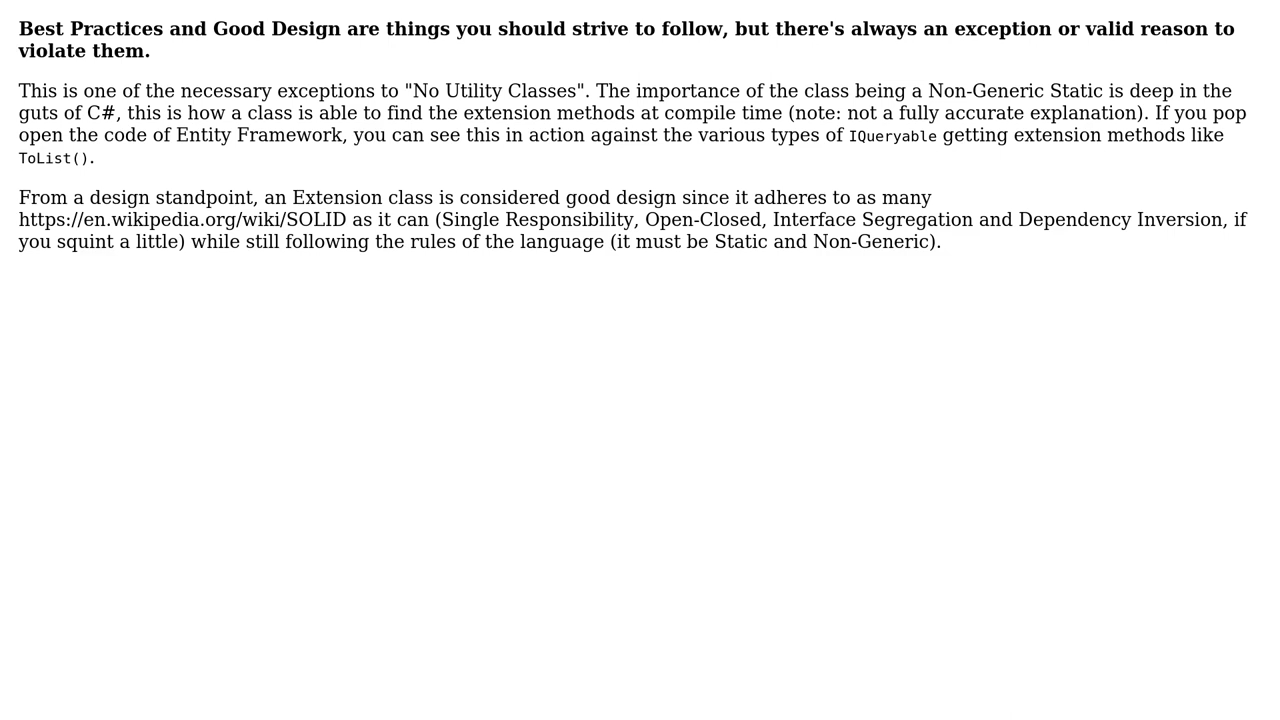 Best Practices and Good Design are things you should strive to follow, but there's always an exception or valid reason to
violate them.
This is one of the necessary exceptions to "No Utility Classes". The importance of the class being a Non-Generic Static is deep in the
guts of C#, this is how a class is able to find the extension methods at compile time (note: not a fully accurate explanation). If you pop
open the code of Entity Framework, you can see this in action against the various types of IQueryable getting extension methods like
ToList().
From a design standpoint, an Extension class is considered good design since it adheres to as many
https://en.wikipedia.org/wiki/SOLID as it can (Single Responsibility, Open-Closed, Interface Segregation and Dependency Inversion, if
you squint a little) while still following the rules of the language (it must be Static and Non-Generic).